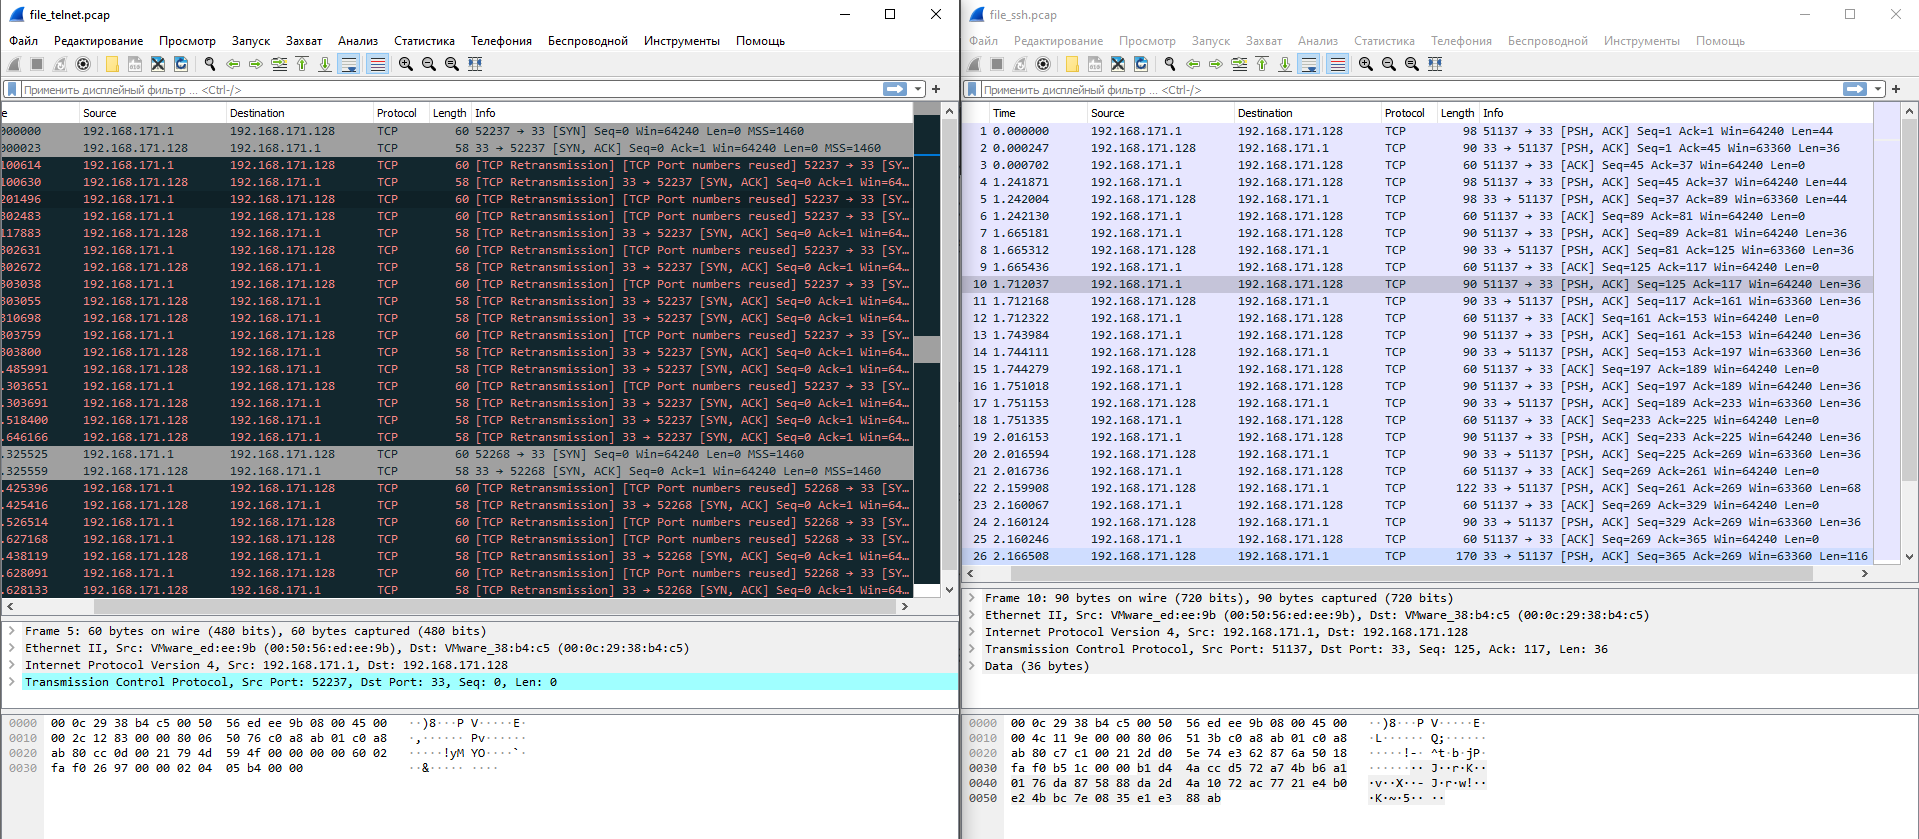 file_telnet.pcap
Файл Редактирование Просмотр Запуск Захват Анализ Статистика Телефония Беспроводной Инструменты Помощь
Применить дисплейный фильтр ... <Ctrl-/>
e Source Destination Protocol Length Info
000000 192.168.171.1 192.168.171.128 TCP 60 52237 → 33 [SYN] Seq=0 Win=64240 Len=0 MSS=1460
000023 192.168.171.128 192.168.171.1 TCP 58 33 → 52237 [SYN, ACK] Seq=0 Ack=1 Win=64240 Len=0 MSS=1460
100614 192.168.171.1 192.168.171.128 TCP 60 [TCP Retransmission] [TCP Port numbers reused] 52237 → 33 [SY…
100630 192.168.171.128 192.168.171.1 TCP 58 [TCP Retransmission] 33 → 52237 [SYN, ACK] Seq=0 Ack=1 Win=64…
201496 192.168.171.1 192.168.171.128 TCP 60 [TCP Retransmission] [TCP Port numbers reused] 52237 → 33 [SY…
302483 192.168.171.1 192.168.171.128 TCP 60 [TCP Retransmission] [TCP Port numbers reused] 52237 → 33 [SY…
117883 192.168.171.128 192.168.171.1 TCP 58 [TCP Retransmission] 33 → 52237 [SYN, ACK] Seq=0 Ack=1 Win=64…
302631 192.168.171.1 192.168.171.128 TCP 60 [TCP Retransmission] [TCP Port numbers reused] 52237 → 33 [SY…
302672 192.168.171.128 192.168.171.1 TCP 58 [TCP Retransmission] 33 → 52237 [SYN, ACK] Seq=0 Ack=1 Win=64…
303038 192.168.171.1 192.168.171.128 TCP 60 [TCP Retransmission] [TCP Port numbers reused] 52237 → 33 [SY…
303055 192.168.171.128 192.168.171.1 TCP 58 [TCP Retransmission] 33 → 52237 [SYN, ACK] Seq=0 Ack=1 Win=64…
310698 192.168.171.128 192.168.171.1 TCP 58 [TCP Retransmission] 33 → 52237 [SYN, ACK] Seq=0 Ack=1 Win=64…
303759 192.168.171.1 192.168.171.128 TCP 60 [TCP Retransmission] [TCP Port numbers reused] 52237 → 33 [SY…
303800 192.168.171.128 192.168.171.1 TCP 58 [TCP Retransmission] 33 → 52237 [SYN, ACK] Seq=0 Ack=1 Win=64…
.485991 192.168.171.128 192.168.171.1 TCP 58 [TCP Retransmission] 33 → 52237 [SYN, ACK] Seq=0 Ack=1 Win=64…
.303651 192.168.171.1 192.168.171.128 TCP 60 [TCP Retransmission] [TCP Port numbers reused] 52237 → 33 [SY…
.303691 192.168.171.128 192.168.171.1 TCP 58 [TCP Retransmission] 33 → 52237 [SYN, ACK] Seq=0 Ack=1 Win=64…
.518400 192.168.171.128 192.168.171.1 TCP 58 [TCP Retransmission] 33 → 52237 [SYN, ACK] Seq=0 Ack=1 Win=64…
.646166 192.168.171.128 192.168.171.1 TCP 58 [TCP Retransmission] 33 → 52237 [SYN, ACK] Seq=0 Ack=1 Win=64…
.325525 192.168.171.1 192.168.171.128 TCP 60 52268 → 33 [SYN] Seq=0 Win=64240 Len=0 MSS=1460
.325559 192.168.171.128 192.168.171.1 TCP 58 33 → 52268 [SYN, ACK] Seq=0 Ack=1 Win=64240 Len=0 MSS=1460
.425396 192.168.171.1 192.168.171.128 TCP 60 [TCP Retransmission] [TCP Port numbers reused] 52268 → 33 [SY…
.425416 192.168.171.128 192.168.171.1 TCP 58 [TCP Retransmission] 33 → 52268 [SYN, ACK] Seq=0 Ack=1 Win=64…
.526514 192.168.171.1 192.168.171.128 TCP 60 [TCP Retransmission] [TCP Port numbers reused] 52268 → 33 [SY…
.627168 192.168.171.1 192.168.171.128 TCP 60 [TCP Retransmission] [TCP Port numbers reused] 52268 → 33 [SY…
.438119 192.168.171.128 192.168.171.1 TCP 58 [TCP Retransmission] 33 → 52268 [SYN, ACK] Seq=0 Ack=1 Win=64…
.628091 192.168.171.1 192.168.171.128 TCP 60 [TCP Retransmission] [TCP Port numbers reused] 52268 → 33 [SY…
.628133 192.168.171.128 192.168.171.1 TCP 58 [TCP Retransmission] 33 → 52268 [SYN, ACK] Seq=0 Ack=1 Win=64…
Frame 5: 60 bytes on wire (480 bits), 60 bytes captured (480 bits)
Ethernet II, Src: VMware_ed:ee:9b (00:50:56:ed:ee:9b), Dst: VMware_38:b4:c5 (00:0c:29:38:b4:c5)
Internet Protocol Version 4, Src: 192.168.171.1, Dst: 192.168.171.128
Transmission Control Protocol, Src Port: 52237, Dst Port: 33, Seq: 0, Len: 0
0000 00 0c 29 38 b4 c5 00 50 56 ed ee 9b 08 00 45 00 ··)8···P V·····E·
0010 00 2c 12 83 00 00 80 06 50 76 c0 a8 ab 01 c0 a8 ·,······ Pv······
0020 ab 80 cc 0d 00 21 79 4d 59 4f 00 00 00 00 60 02 ·····!yM YO····`·
0030 fa f0 26 97 00 00 02 04 05 b4 00 00 ··&····· ····
file_ssh.pcap
Файл Редактирование Просмотр Запуск Захват Анализ Статистика Телефония Беспроводной Инструменты Помощь
Применить дисплейный фильтр ... <Ctrl-/>
Time Source Destination Protocol Length Info
1 0.000000 192.168.171.1 192.168.171.128 TCP 98 51137 → 33 [PSH, ACK] Seq=1 Ack=1 Win=64240 Len=44
2 0.000247 192.168.171.128 192.168.171.1 TCP 90 33 → 51137 [PSH, ACK] Seq=1 Ack=45 Win=63360 Len=36
3 0.000702 192.168.171.1 192.168.171.128 TCP 60 51137 → 33 [ACK] Seq=45 Ack=37 Win=64240 Len=0
4 1.241871 192.168.171.1 192.168.171.128 TCP 98 51137 → 33 [PSH, ACK] Seq=45 Ack=37 Win=64240 Len=44
5 1.242004 192.168.171.128 192.168.171.1 TCP 98 33 → 51137 [PSH, ACK] Seq=37 Ack=89 Win=63360 Len=44
6 1.242130 192.168.171.1 192.168.171.128 TCP 60 51137 → 33 [ACK] Seq=89 Ack=81 Win=64240 Len=0
7 1.665181 192.168.171.1 192.168.171.128 TCP 90 51137 → 33 [PSH, ACK] Seq=89 Ack=81 Win=64240 Len=36
8 1.665312 192.168.171.128 192.168.171.1 TCP 90 33 → 51137 [PSH, ACK] Seq=81 Ack=125 Win=63360 Len=36
9 1.665436 192.168.171.1 192.168.171.128 TCP 60 51137 → 33 [ACK] Seq=125 Ack=117 Win=64240 Len=0
10 1.712037 192.168.171.1 192.168.171.128 TCP 90 51137 → 33 [PSH, ACK] Seq=125 Ack=117 Win=64240 Len=36
11 1.712168 192.168.171.128 192.168.171.1 TCP 90 33 → 51137 [PSH, ACK] Seq=117 Ack=161 Win=63360 Len=36
12 1.712322 192.168.171.1 192.168.171.128 TCP 60 51137 → 33 [ACK] Seq=161 Ack=153 Win=64240 Len=0
13 1.743984 192.168.171.1 192.168.171.128 TCP 90 51137 → 33 [PSH, ACK] Seq=161 Ack=153 Win=64240 Len=36
14 1.744111 192.168.171.128 192.168.171.1 TCP 90 33 → 51137 [PSH, ACK] Seq=153 Ack=197 Win=63360 Len=36
15 1.744279 192.168.171.1 192.168.171.128 TCP 60 51137 → 33 [ACK] Seq=197 Ack=189 Win=64240 Len=0
16 1.751018 192.168.171.1 192.168.171.128 TCP 90 51137 → 33 [PSH, ACK] Seq=197 Ack=189 Win=64240 Len=36
17 1.751153 192.168.171.128 192.168.171.1 TCP 90 33 → 51137 [PSH, ACK] Seq=189 Ack=233 Win=63360 Len=36
18 1.751335 192.168.171.1 192.168.171.128 TCP 60 51137 → 33 [ACK] Seq=233 Ack=225 Win=64240 Len=0
19 2.016153 192.168.171.1 192.168.171.128 TCP 90 51137 → 33 [PSH, ACK] Seq=233 Ack=225 Win=64240 Len=36
20 2.016594 192.168.171.128 192.168.171.1 TCP 90 33 → 51137 [PSH, ACK] Seq=225 Ack=269 Win=63360 Len=36
21 2.016736 192.168.171.1 192.168.171.128 TCP 60 51137 → 33 [ACK] Seq=269 Ack=261 Win=64240 Len=0
22 2.159908 192.168.171.128 192.168.171.1 TCP 122 33 → 51137 [PSH, ACK] Seq=261 Ack=269 Win=63360 Len=68
23 2.160067 192.168.171.1 192.168.171.128 TCP 60 51137 → 33 [ACK] Seq=269 Ack=329 Win=64240 Len=0
24 2.160124 192.168.171.128 192.168.171.1 TCP 90 33 → 51137 [PSH, ACK] Seq=329 Ack=269 Win=63360 Len=36
25 2.160246 192.168.171.1 192.168.171.128 TCP 60 51137 → 33 [ACK] Seq=269 Ack=365 Win=64240 Len=0
26 2.166508 192.168.171.128 192.168.171.1 TCP 170 33 → 51137 [PSH, ACK] Seq=365 Ack=269 Win=63360 Len=116
Frame 10: 90 bytes on wire (720 bits), 90 bytes captured (720 bits)
Ethernet II, Src: VMware_ed:ee:9b (00:50:56:ed:ee:9b), Dst: VMware_38:b4:c5 (00:0c:29:38:b4:c5)
Internet Protocol Version 4, Src: 192.168.171.1, Dst: 192.168.171.128
Transmission Control Protocol, Src Port: 51137, Dst Port: 33, Seq: 125, Ack: 117, Len: 36
Data (36 bytes)
0000 00 0c 29 38 b4 c5 00 50 56 ed ee 9b 08 00 45 00 ··)8···P V·····E·
0010 00 4c 11 9e 00 00 80 06 51 3b c0 a8 ab 01 c0 a8 ·L······ Q;······
0020 ab 80 c7 c1 00 21 2d d0 5e 74 e3 62 87 6a 50 18 ·····!-· ^t·b·jP·
0030 fa f0 b5 1c 00 00 b1 d4 4a cc d5 72 a7 4b b6 a1 ········ J··r·K··
0040 01 76 da 87 58 88 da 2d 4a 10 72 ac 77 21 e4 b0 ·v··X··- J·r·w!··
0050 e2 4b bc 7e 08 35 e1 e3 88 ab ·K·~·5·· ··